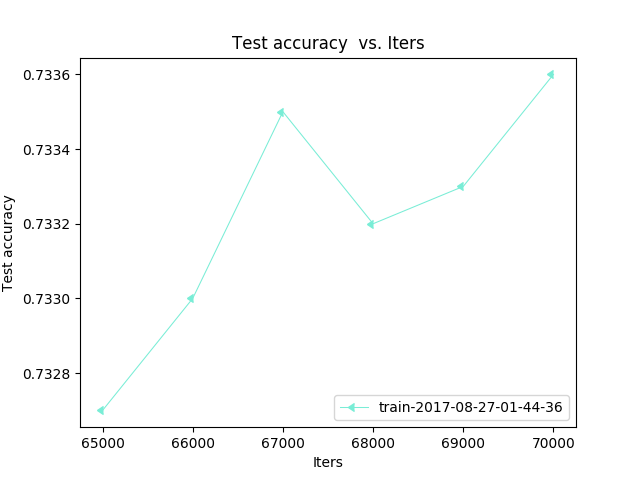 Test accuracy  vs. Iters
0.7336
0.7334
0.7332
0.7330
0.7328
Test accuracy
65000 66000 67000 68000 69000 70000
Iters
train-2017-08-27-01-44-36